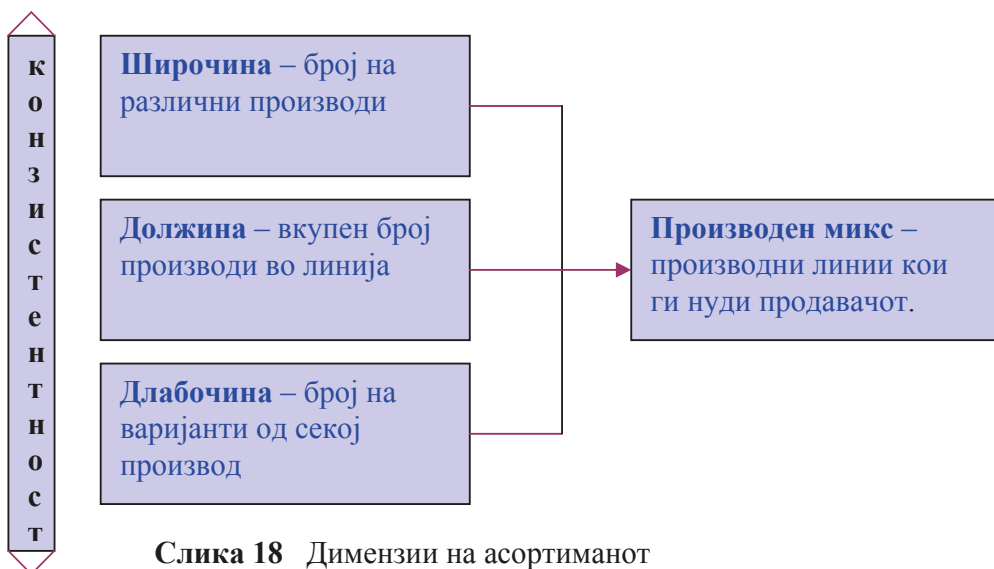 к
о
н
з
и
с
т
е
н
т
н
о
с
т
Широчина – број на
различни производи
Должина – вкупен број
производи во линија
Длабочина – број на
варијанти од секој
производ
Производен микс –
производни линии кои
ги нуди продавачот.
Слика 18 Димензии на асортиманот